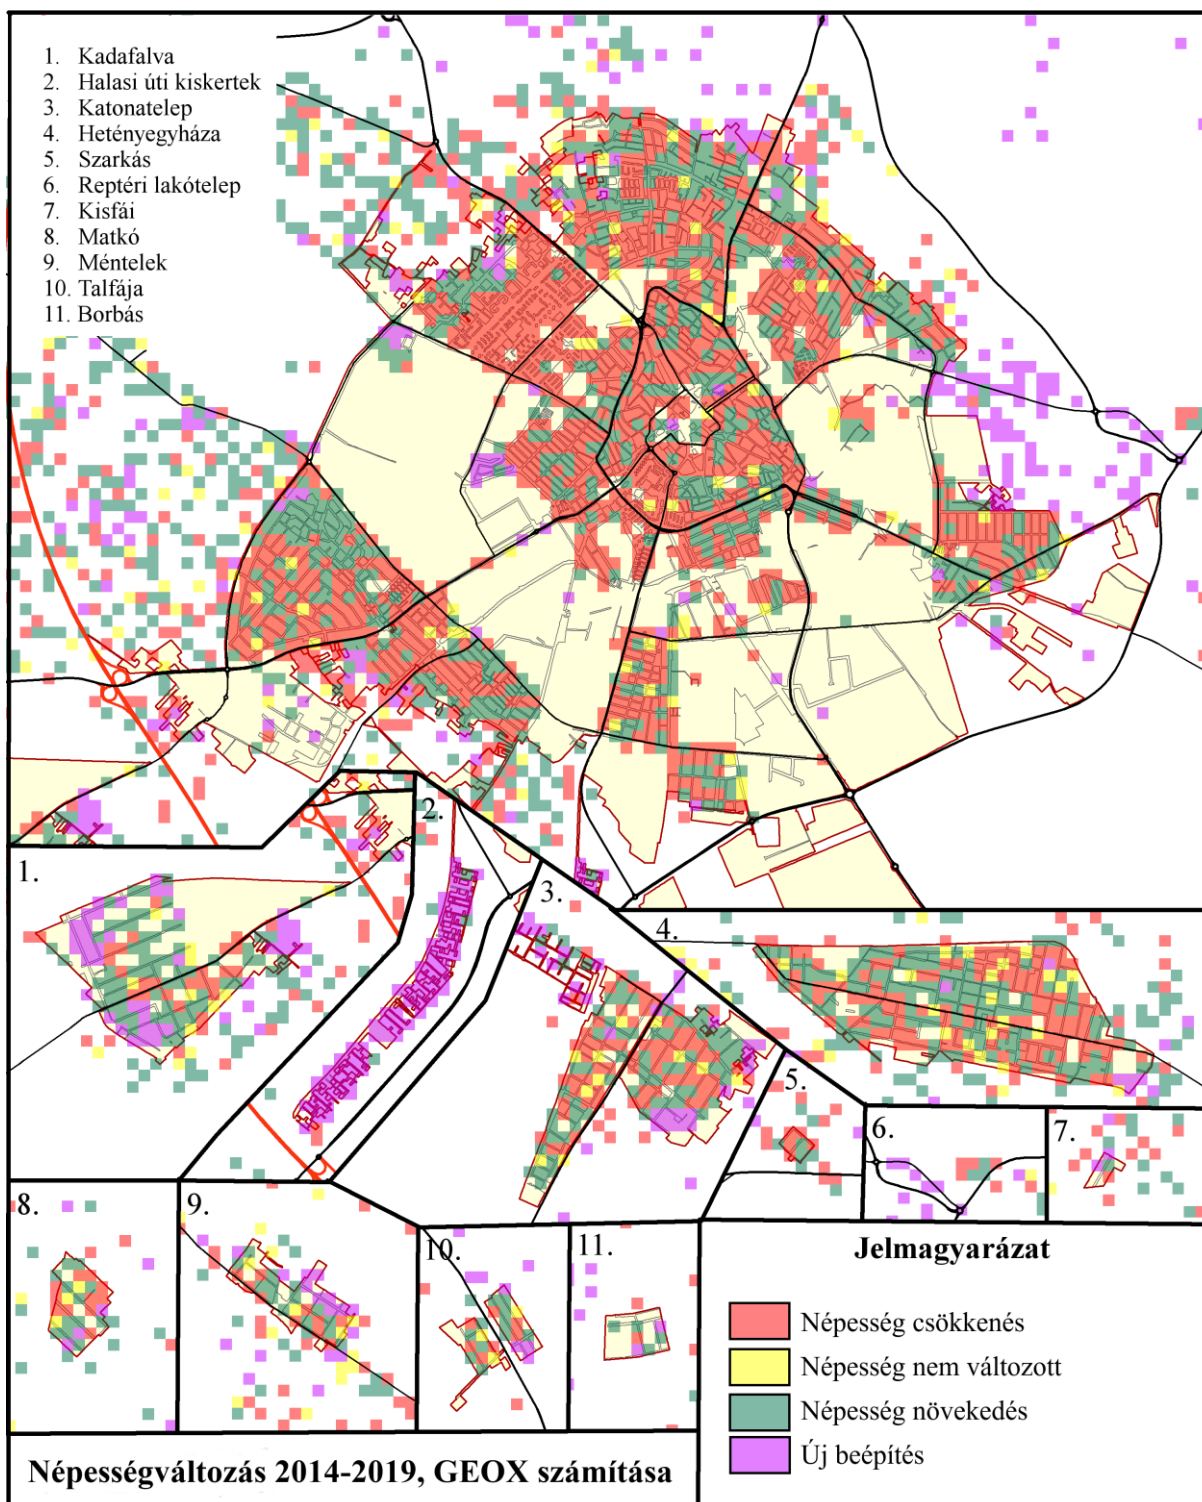 1. Kadafalva
2. Halasi úti kiskertek
3. Katonatelep
4. Hetényegyháza
5. Szarkás
6. Reptéri lakótelep
7. Kisfái
8. Matkó
9. Méntelek
10. Talfája
11. Borbás
1.
2.
3.
4.
5.
6.
7.
8.
9.
10.
11.
Jelmagyarázat
Népesség csökkenés
Népesség nem változott
Népesség növekedés
Új beépítés
Népességváltozás 2014-2019, GEOX számítása